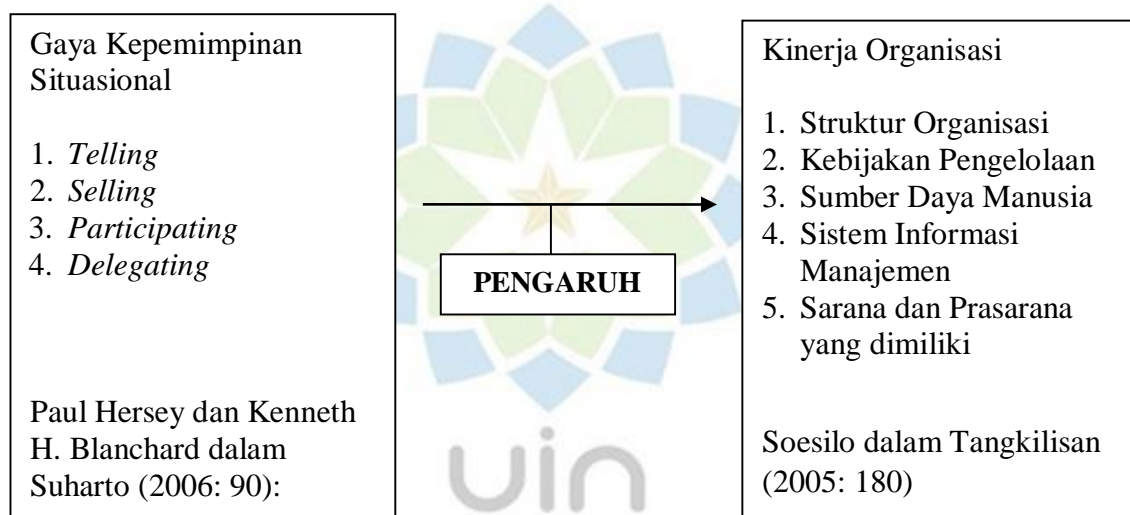 Gaya Kepemimpinan
Situasional
1. Telling
2. Selling
3. Participating
4. Delegating
Paul Hersey dan Kenneth
H. Blanchard dalam
Suharto (2006: 90):
PENGARUH
Kinerja Organisasi
1. Struktur Organisasi
2. Kebijakan Pengelolaan
3. Sumber Daya Manusia
4. Sistem Informasi
Manajemen
5. Sarana dan Prasarana
yang dimiliki
Soesilo dalam Tangkilisan
(2005: 180)
uin